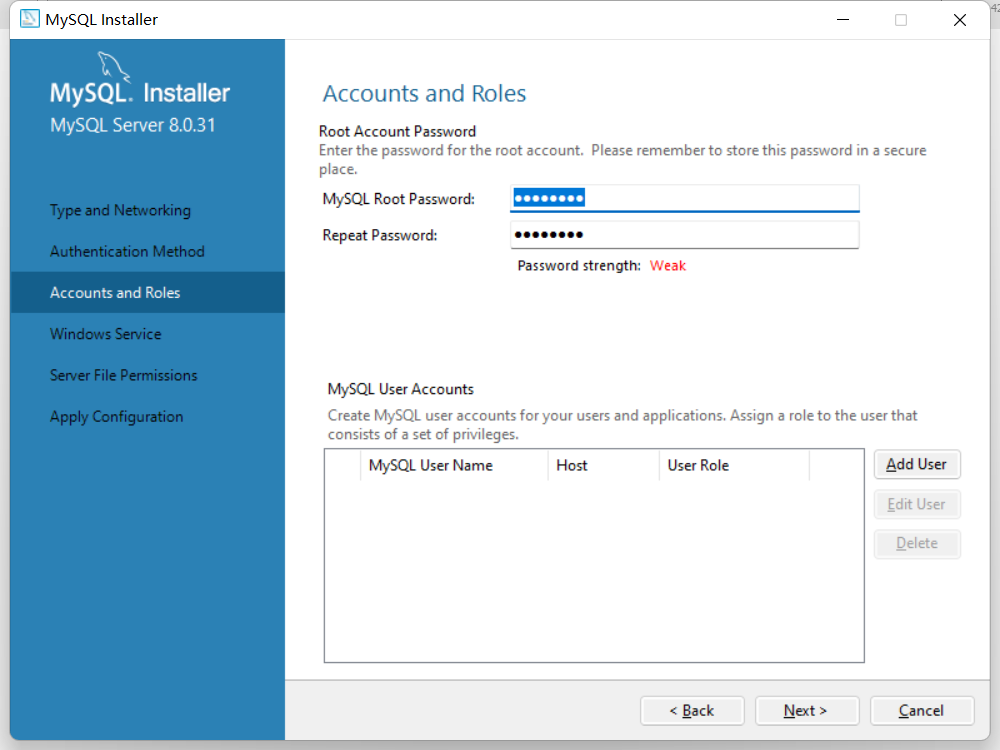 MySQL Installer
MySQL. Installer
MySQL Server 8.0.31
Type and Networking
Authentication Method
Accounts and Roles
Windows Service
Server File Permissions
Apply Configuration
Accounts and Roles
Root Account Password
Enter the password for the root account.  Please remember to store this password in a secure
place.
MySQL Root Password:
●●●●●●●●
Repeat Password:
●●●●●●●●
Password strength: Weak
MySQL User Accounts
Create MySQL user accounts for your users and applications. Assign a role to the user that
consists of a set of privileges.
MySQL User Name Host User Role
Add User
Edit User
Delete
< Back Next > Cancel